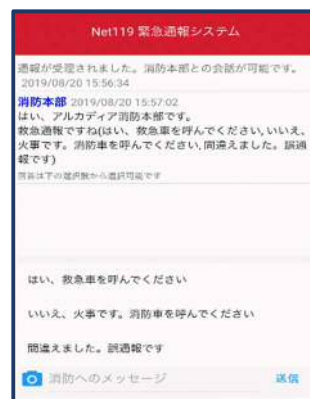 Net119 緊急通報システム
通報が受理されました。消防本部との会話が可能です。
2019/08/20 15:56:34
消防本部 2019/08/20 15:57:02
はい、アルカディア消防本部です。
救急通報ですね(はい、救急車を呼んでください,いいえ、
火事です。消防車を呼んでください,間違えました。誤通
報です)
回答は下の選択肢から選択可能です
はい、救急車を呼んでください
いいえ、火事です。消防車を呼んでください
間違えました。誤通報です
消防へのメッセージ
送信